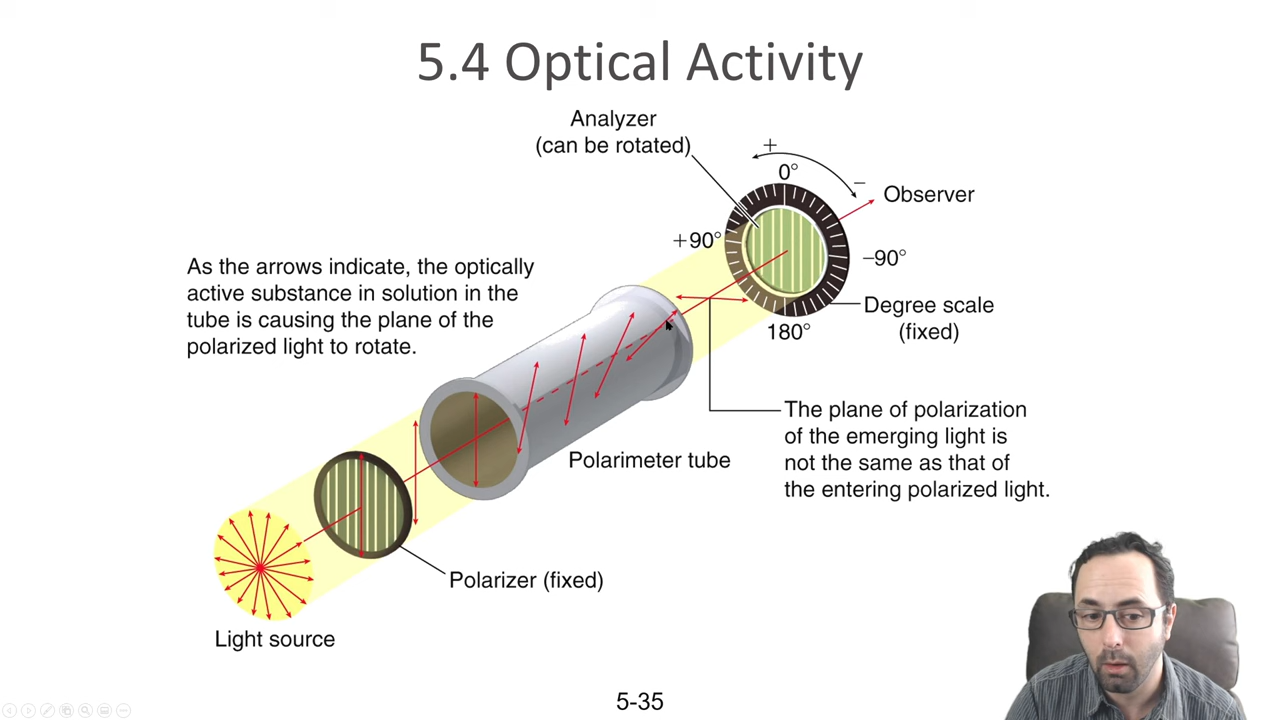 5.4 Optical Activity
Analyzer
(can be rotated)
+
0°
−
Observer
+90°
−90°
As the arrows indicate, the optically
active substance in solution in the
tube is causing the plane of the
polarized light to rotate.
Degree scale
(fixed)
180°
The plane of polarization
of the emerging light is
not the same as that of
the entering polarized light.
Polarimeter tube
Polarizer (fixed)
Light source
5-35